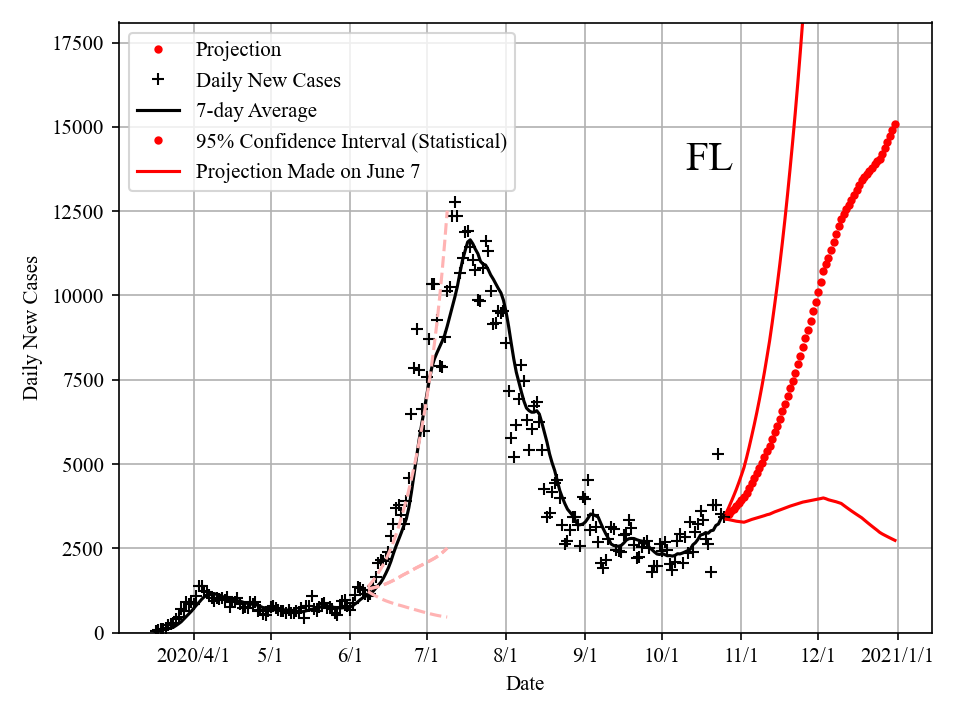 17500
15000
12500
10000
7500
5000
2500
0
Daily New Cases
Projection
Daily New Cases
7-day Average
95% Confidence Interval (Statistical)
Projection Made on June 7
FL
2020/4/1 5/1 6/1 7/1 8/1 9/1 10/1 11/1 12/1 2021/1/1
Date